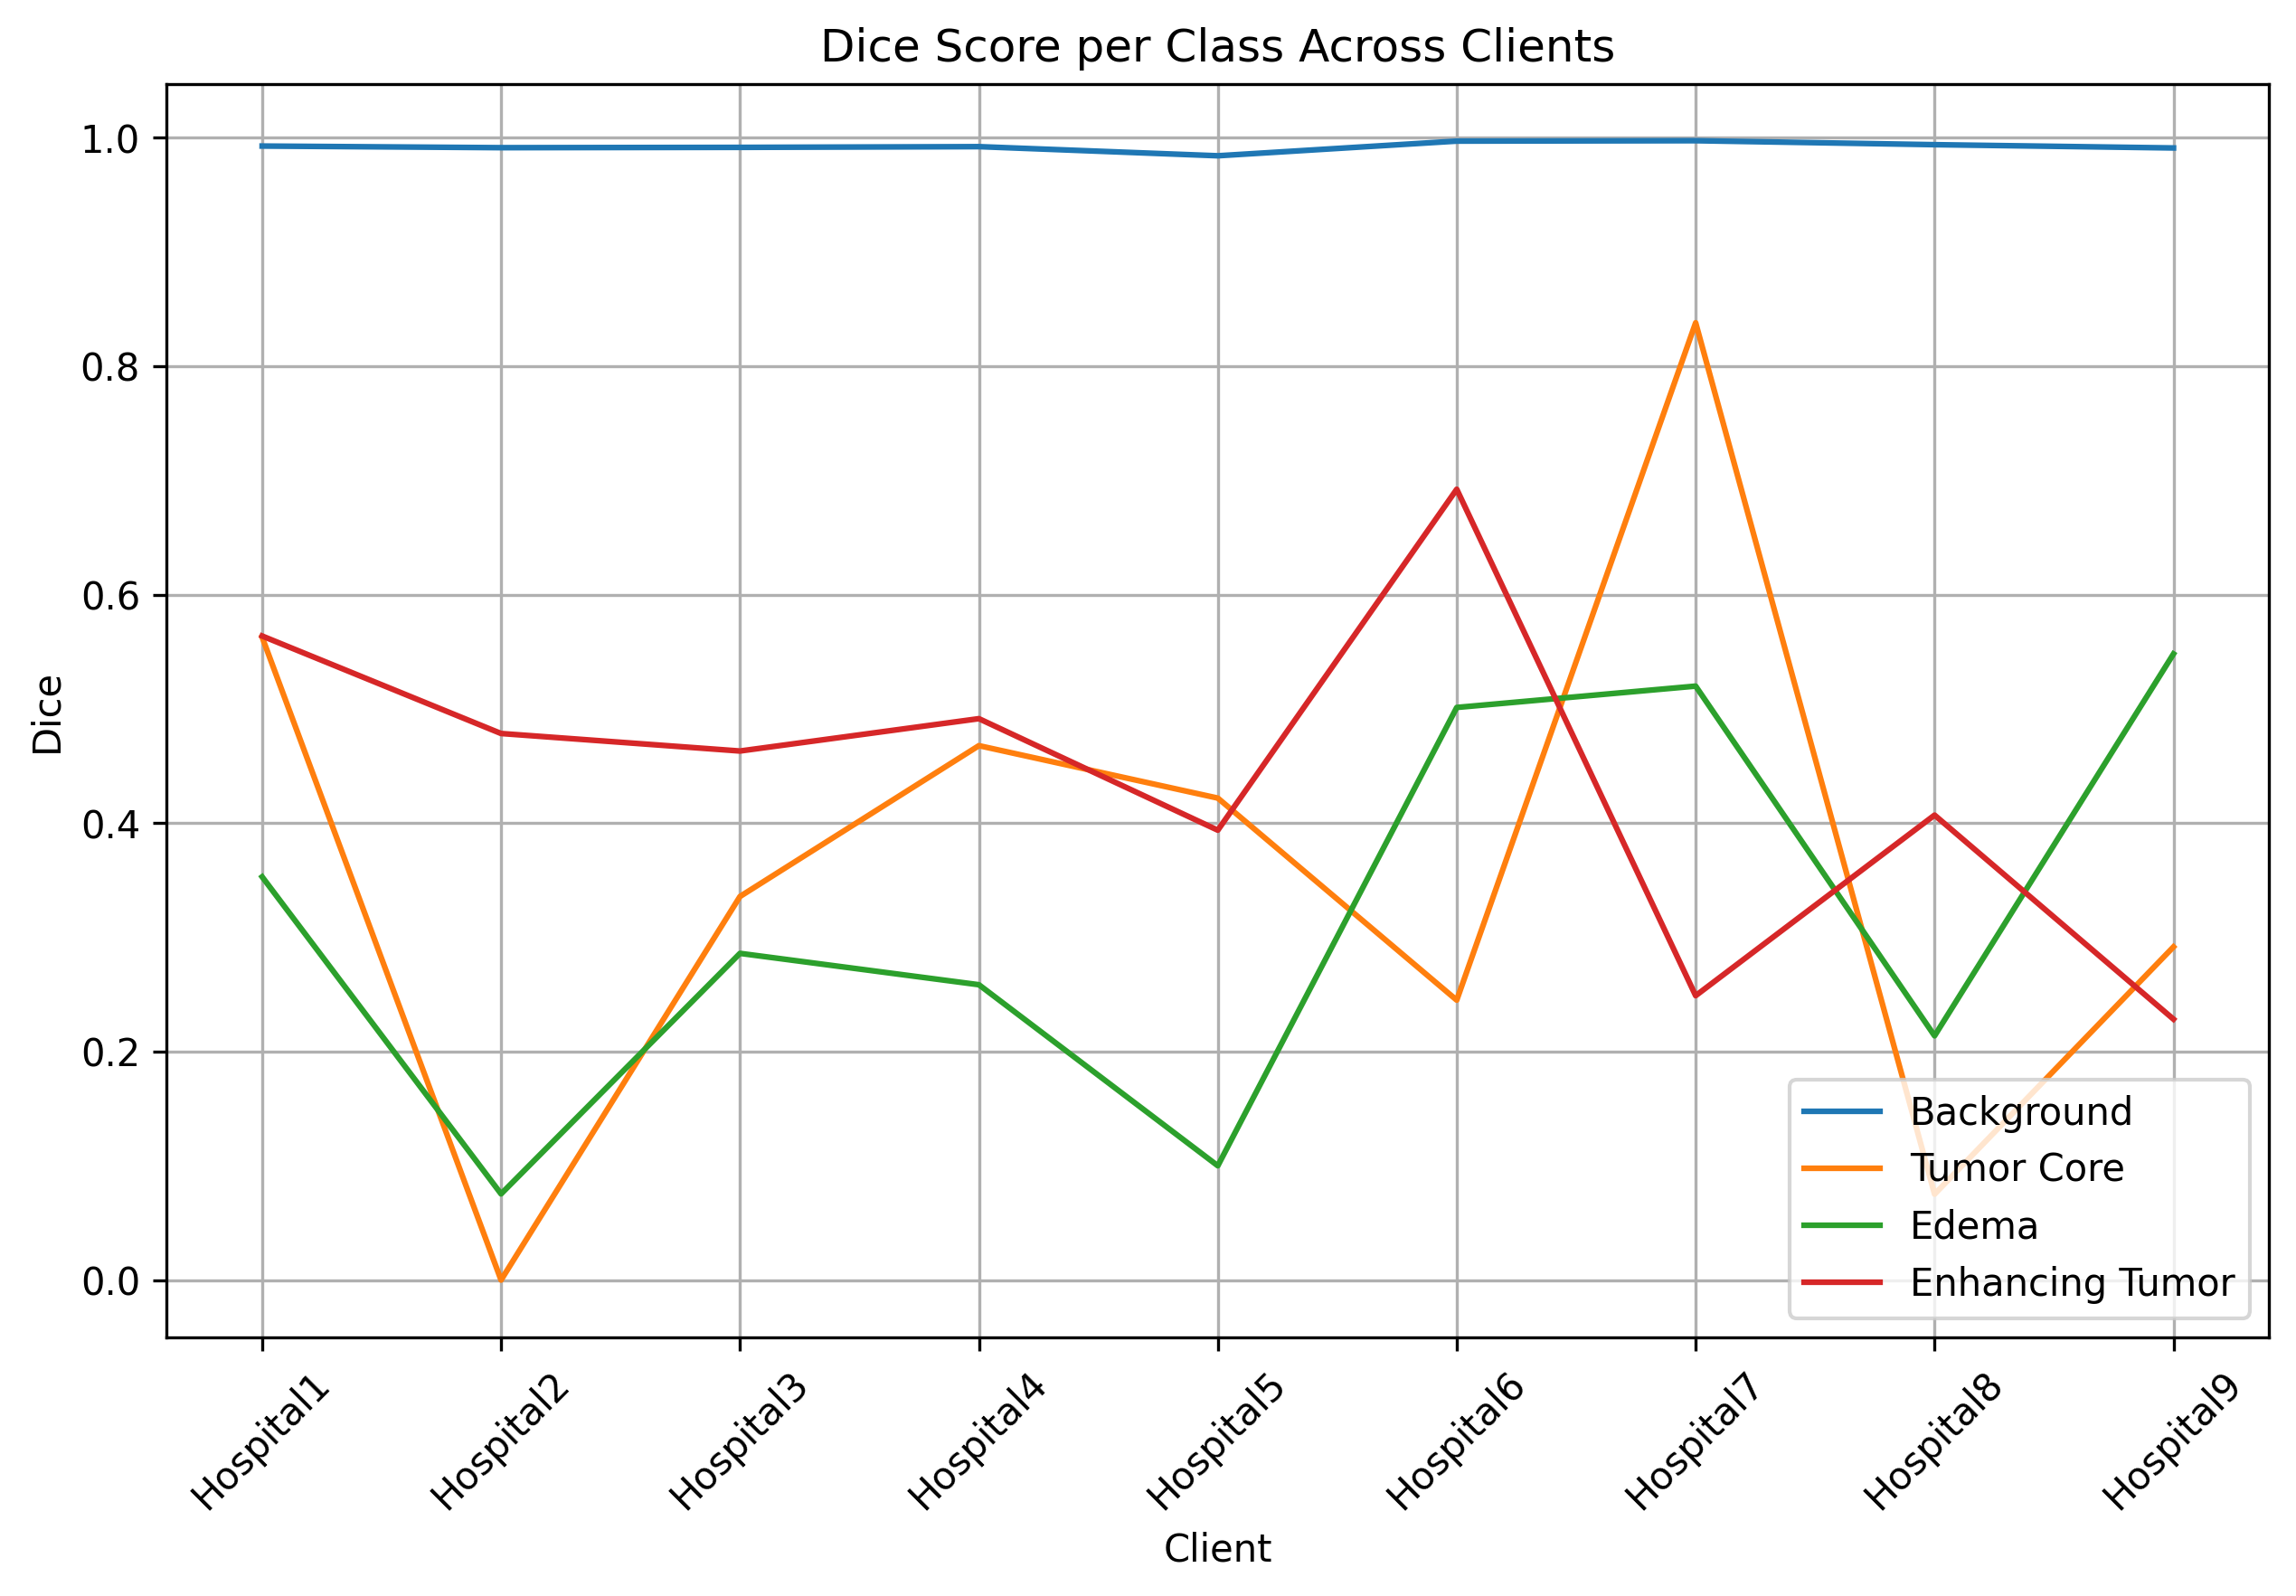 Dice Score per Class Across Clients
1.0
0.8
0.6
0.4
0.2
0.0
Dice
Background
Tumor Core
Edema
Enhancing Tumor
Hospital1
Hospital2
Hospital3
Hospital4
Hospital5
Hospital6
Hospital7
Hospital8
Hospital9
Client